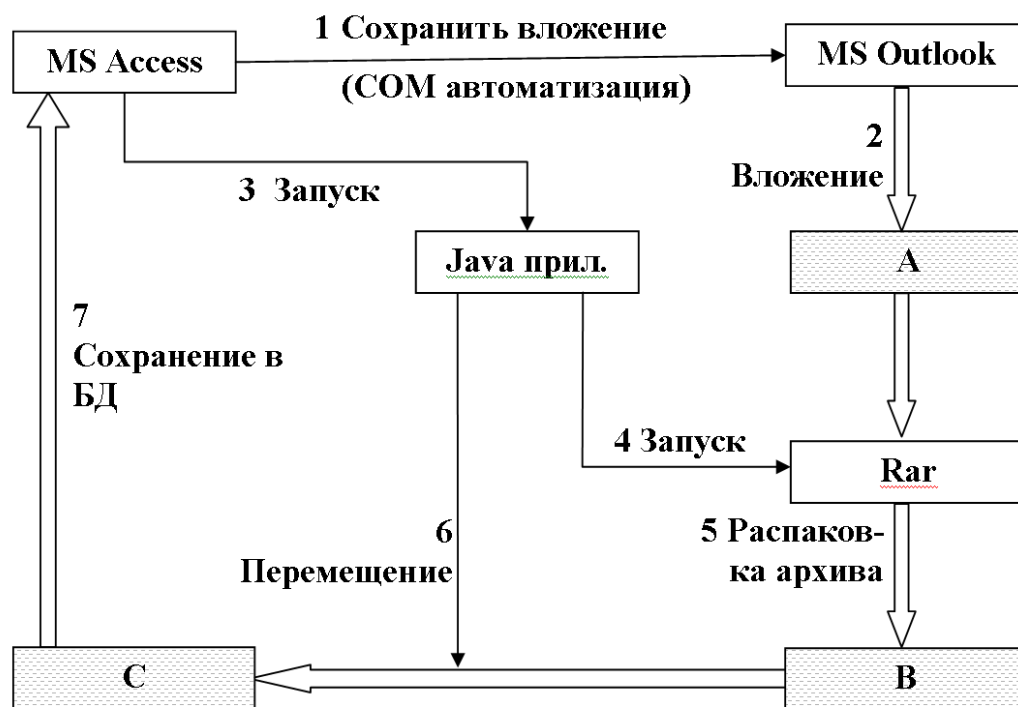 1 Сохранить вложение
MS Access
MS Outlook
(COM автоматизация)
2
Вложение
3 Запуск
Java прил.
A
7
Сохранение в
БД
4 Запуск
Rar
6
Перемещение
5 Распаков-
ка архива
C
B